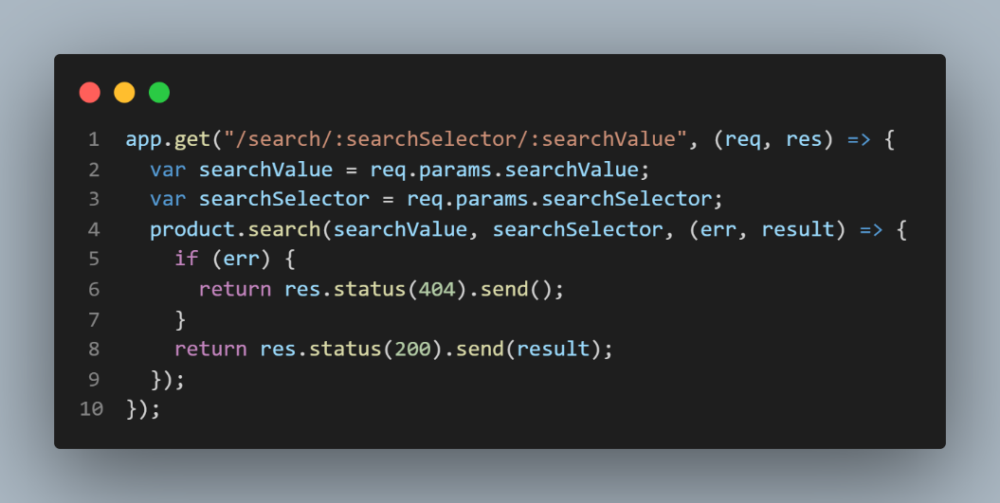 1 app.get("/search/:searchSelector/:searchValue", (req, res) => {
2   var searchValue = req.params.searchValue;
3   var searchSelector = req.params.searchSelector;
4   product.search(searchValue, searchSelector, (err, result) => {
5     if (err) {
6       return res.status(404).send();
7     }
8     return res.status(200).send(result);
9   });
10 });